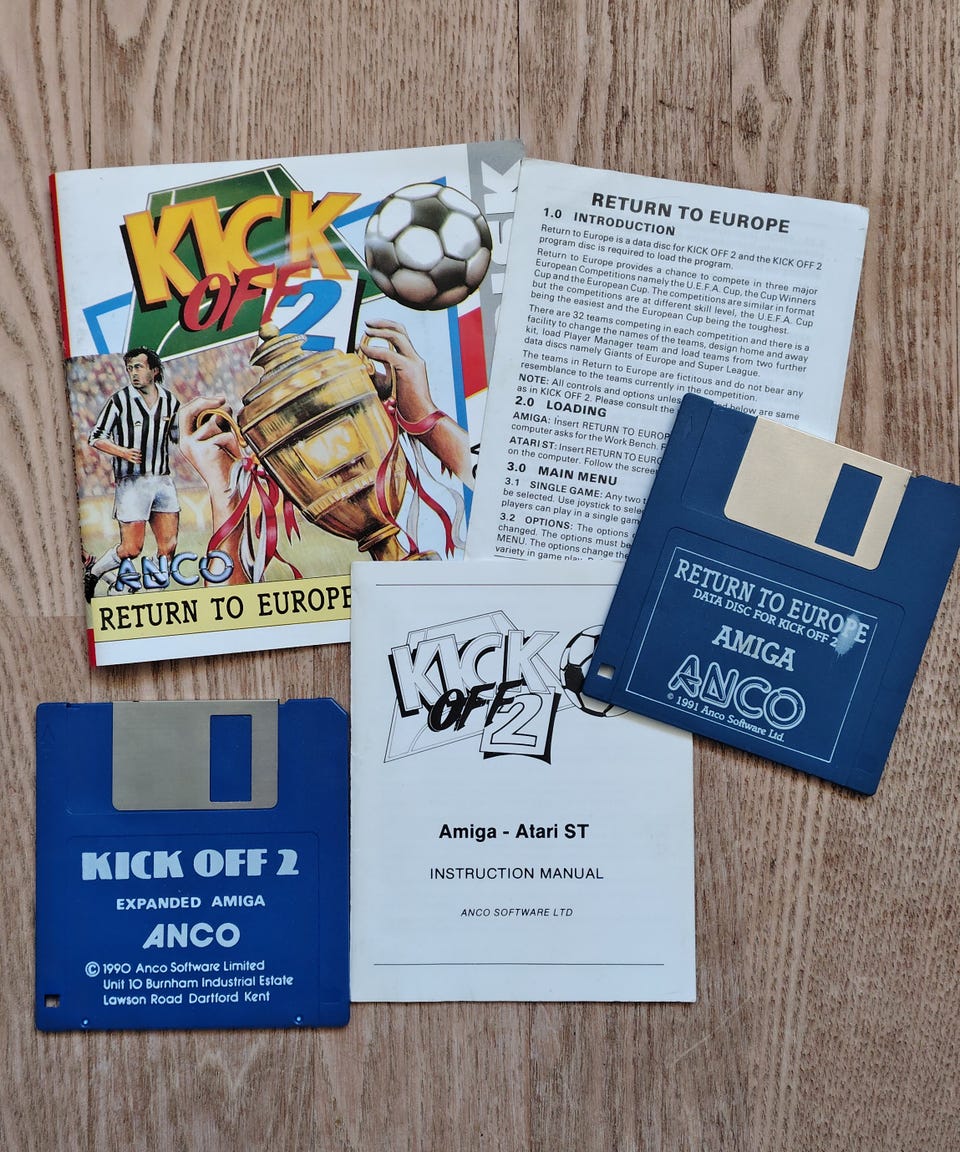 KICK
OFF 2
ANCO
RETURN TO EUROPE
RETURN TO EUROPE
1.0 INTRODUCTION
Return to Europe is a data disc for KICK OFF 2 and the KICK OFF 2
program disc is required to load the program.
Return to Europe provides a chance to compete in three major
European Competitions namely the U.E.F.A. Cup, the Cup Winners
Cup and the European Cup. The competitions are similar in format
but the competitions are at different skill level, the U.E.F.A. Cup
being the easiest and the European Cup being the toughest.
There are 32 teams competing in each competition and there is a
facility to change the names of the teams, design home and away
kit, load Player Manager team and load teams from two further
data discs namely Giants of Europe and Super League.
The teams in Return to Europe are ficitious and do not bear any
resemblance to the teams currently in the competition.
NOTE: All controls and options unless below are same
as in KICK OFF 2. Please consult the
2.0 LOADING
AMIGA: Insert RETURN TO EUROP
computer asks for the Work Bench.
ATARI ST: Insert RETURN TO EURO
on the computer. Follow the scree
3.0 MAIN MENU
3.1 SINGLE GAME: Any two
be selected. Use joystick to sele
players can play in a single gam
3.2 OPTIONS: The options
changed. The options must be
MENU. The options change the
variety in game play.
RETURN TO EUROPE
DATA DISC FOR KICK OFF 2
AMIGA
ANCO
© 1991 Anco Software Ltd.
KICK
OFF 2
Amiga - Atari ST
INSTRUCTION MANUAL
ANCO SOFTWARE LTD
KICK OFF 2
EXPANDED AMIGA
ANCO
© 1990 Anco Software Limited
Unit 10 Burnham Industrial Estate
Lawson Road Dartford Kent